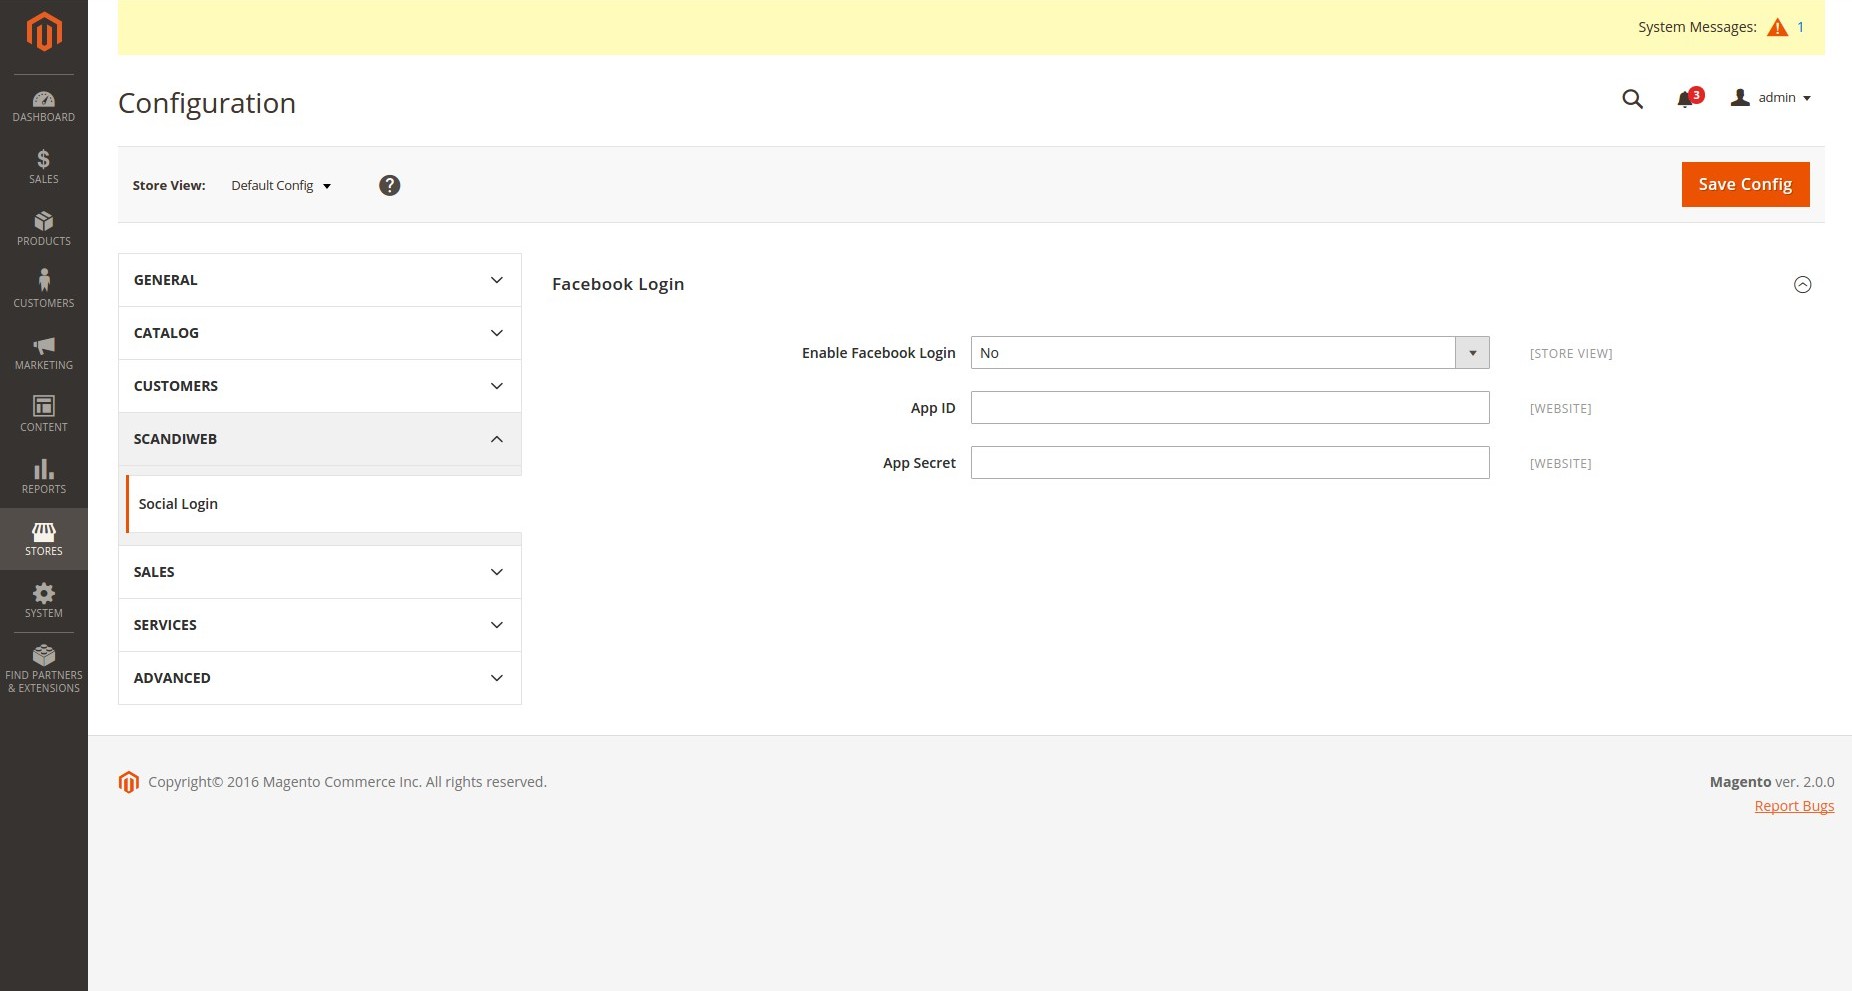 System Messages: 1
Configuration
3
admin
Store View: Default Config ?
Save Config
DASHBOARD
SALES
PRODUCTS
CUSTOMERS
MARKETING
CONTENT
REPORTS
STORES
SYSTEM
FIND PARTNERS
& EXTENSIONS
GENERAL
CATALOG
CUSTOMERS
SCANDIWEB
Social Login
SALES
SERVICES
ADVANCED
Facebook Login
Enable Facebook Login No [STORE VIEW]
App ID [WEBSITE]
App Secret [WEBSITE]
Copyright© 2016 Magento Commerce Inc. All rights reserved.
Magento ver. 2.0.0
Report Bugs